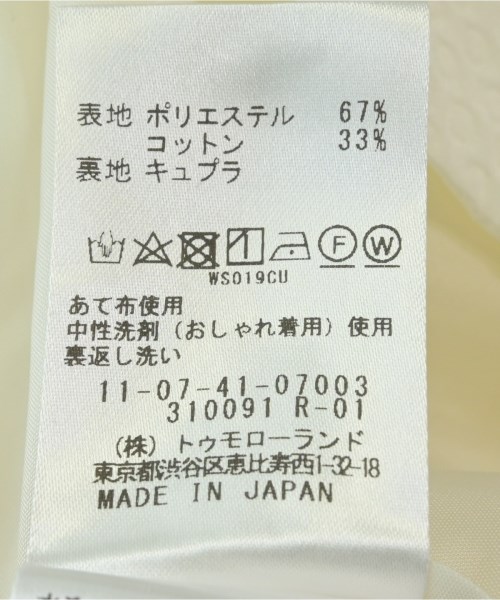 表地 ポリエステル 67%
コットン 33%
裏地 キュプラ
F W
WS019CU
あて布使用
中性洗剤(おしゃれ着用)使用
裏返し洗い
11-07-41-07003
310091 R-01
(株) トゥモローランド
東京都渋谷区恵比寿西1-32-18
MADE IN JAPAN